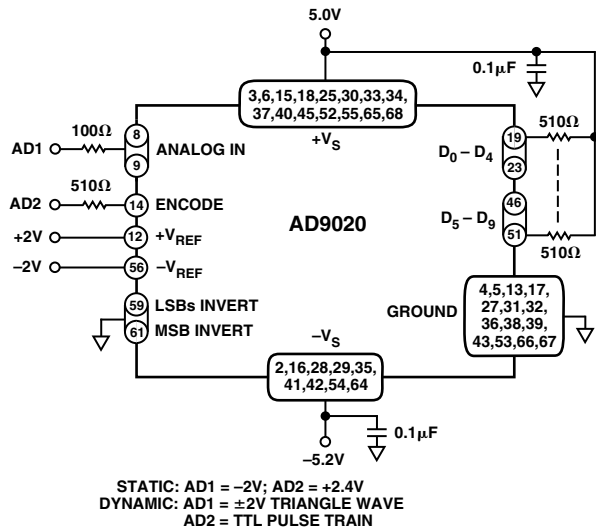 5.0V
0.1µF
3,6,15,18,25,30,33,34,
37,40,45,52,55,65,68
+VS
AD1
100Ω
8
9
ANALOG IN
AD2
510Ω
14
ENCODE
+2V
12
+VREF
–2V
56
–VREF
59
LSBs INVERT
61
MSB INVERT
AD9020
D0 – D4
19
23
510Ω
D5 – D9
46
51
510Ω
GROUND
4,5,13,17,
27,31,32,
36,38,39,
43,53,66,67
–VS
2,16,28,29,35,
41,42,54,64
0.1µF
–5.2V
STATIC: AD1 = –2V; AD2 = +2.4V
DYNAMIC: AD1 = ±2V TRIANGLE WAVE
AD2 = TTL PULSE TRAIN